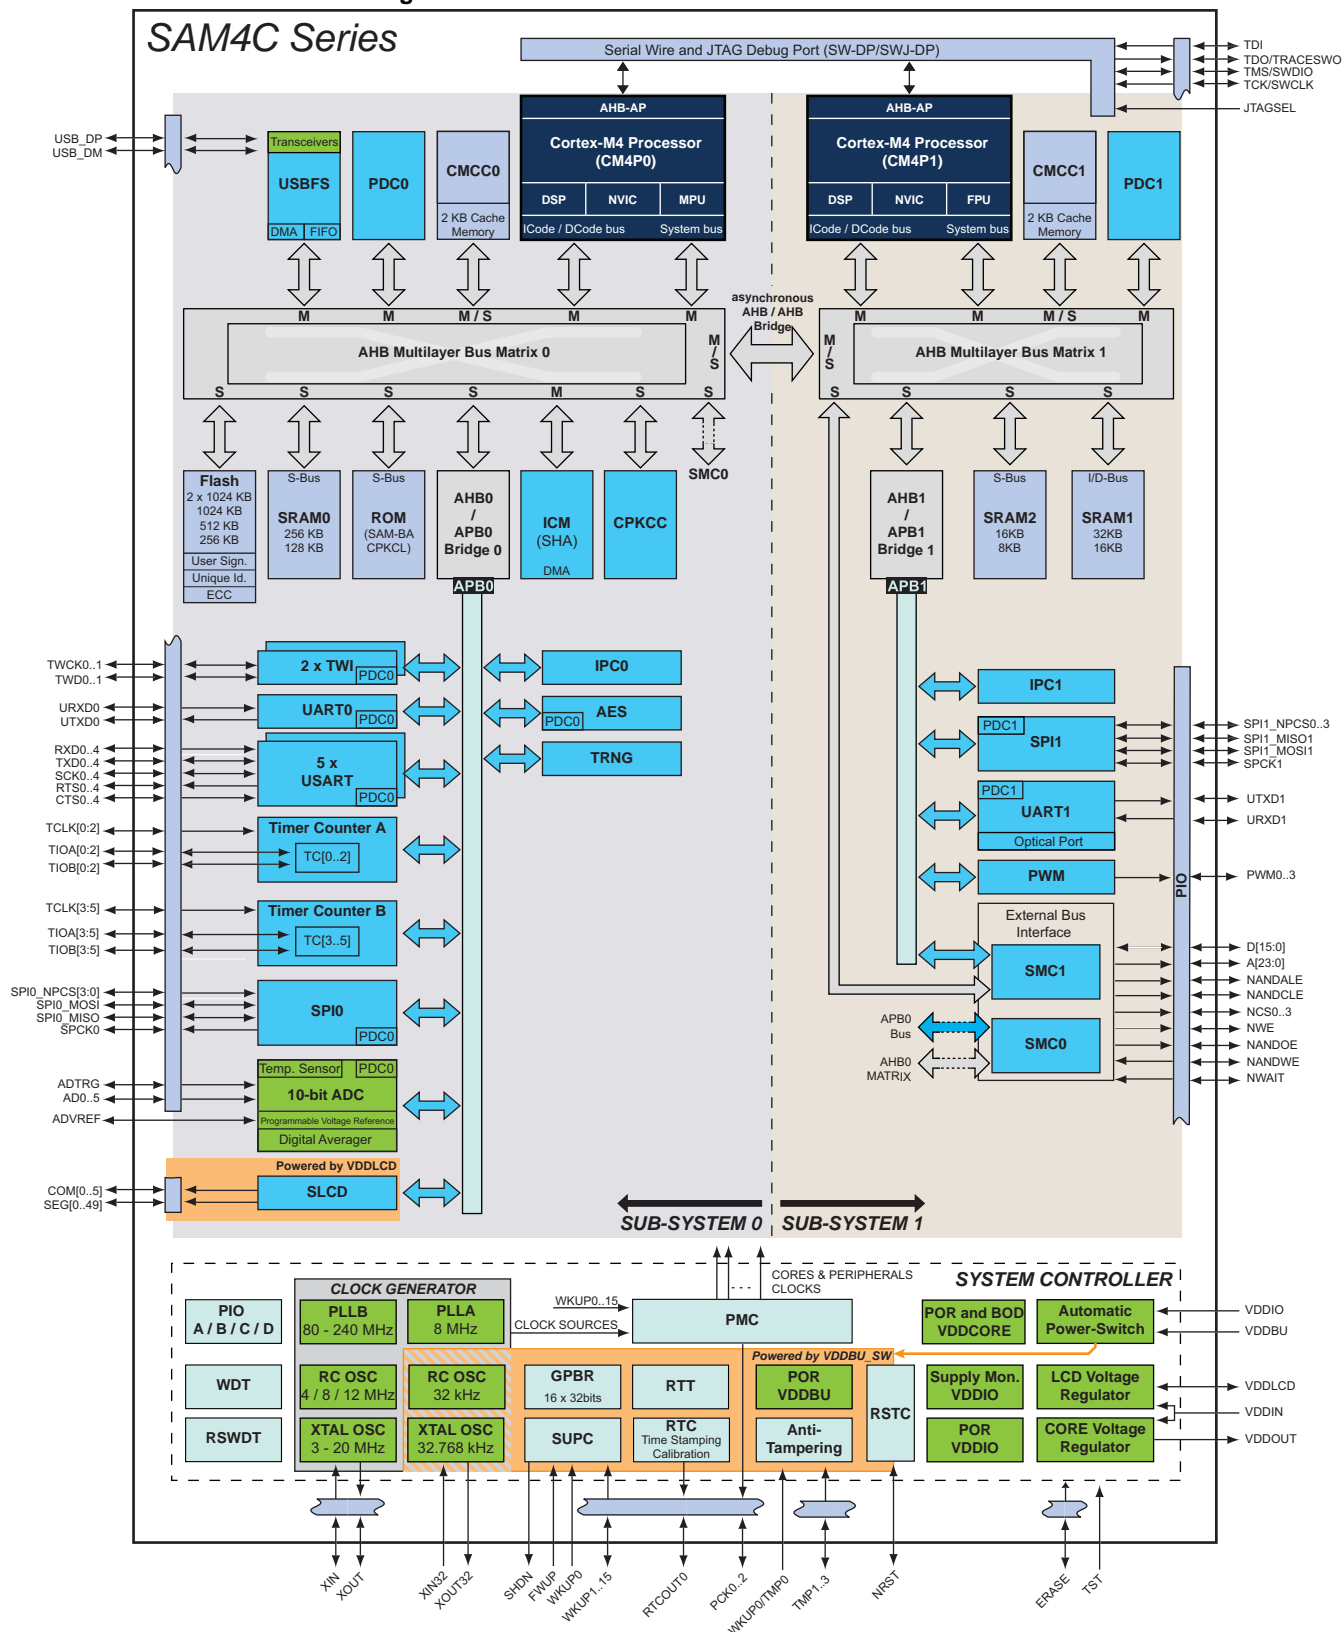 SAM4C Series
Serial Wire and JTAG Debug Port (SW-DP/SWJ-DP)
TDI
TDO/TRACESWO
TMS/SWDIO
TCK/SWCLK
JTAGSEL
USB_DP
USB_DM
Transceivers
USBFS
DMA
FIFO
PDC0
CMCC0
2 KB Cache
Memory
AHB-AP
Cortex-M4 Processor
(CM4P0)
DSP
NVIC
MPU
ICode / DCode bus
System bus
AHB-AP
Cortex-M4 Processor
(CM4P1)
DSP
NVIC
FPU
ICode / DCode bus
System bus
CMCC1
2 KB Cache
Memory
PDC1
asynchronous
AHB / AHB
Bridge
M
M
M / S
M
M
AHB Multilayer Bus Matrix 0
M
/
S
S
S
S
S
M
S
S
M
M
M / S
M
M
/
S
AHB Multilayer Bus Matrix 1
S
S
S
S
Flash
2 x 1024 KB
1024 KB
512 KB
256 KB
User Sign.
Unique Id.
ECC
S-Bus
SRAM0
256 KB
128 KB
S-Bus
ROM
(SAM-BA
CPKCL)
AHB0
/
APB0
Bridge 0
APB0
ICM
(SHA)
DMA
CPKCC
SMC0
AHB1
/
APB1
Bridge 1
APB1
S-Bus
SRAM2
16KB
8KB
I/D-Bus
SRAM1
32KB
16KB
TWCK0..1
TWD0..1
2 x TWI
PDC0
URXD0
UTXD0
UART0
PDC0
RXD0..4
TXD0..4
SCK0..4
RTS0..4
CTS0..4
5 x
USART
PDC0
TCLK[0:2]
TIOA[0:2]
TIOB[0:2]
Timer Counter A
TC[0..2]
TCLK[3:5]
TIOA[3:5]
TIOB[3:5]
Timer Counter B
TC[3..5]
SPI0_NPCS[3:0]
SPI0_MOSI
SPI0_MISO
SPCK0
SPI0
PDC0
ADTRG
AD0..5
ADVREF
Temp. Sensor
PDC0
10-bit ADC
Programmable Voltage Reference
Digital Averager
Powered by VDDLCD
COM[0..5]
SEG[0..49]
SLCD
IPC0
AES
PDC0
TRNG
IPC1
PDC1
SPI1
SPI1_NPCS0..3
SPI1_MISO1
SPI1_MOSI1
SPCK1
PDC1
UART1
Optical Port
UTXD1
URXD1
PWM
PWM0..3
PIO
External Bus
Interface
SMC1
SMC0
APB0
Bus
AHB0
MATRIX
D[15:0]
A[23:0]
NANDALE
NANDCLE
NCS0..3
NWE
NANDOE
NANDWE
NWAIT
SUB-SYSTEM 0
SUB-SYSTEM 1
SYSTEM CONTROLLER
CORES & PERIPHERALS
CLOCKS
CLOCK GENERATOR
PIO
A / B / C / D
PLLB
80 - 240 MHz
PLLA
8 MHz
WKUP0..15
CLOCK SOURCES
PMC
POR and BOD
VDDCORE
Automatic
Power-Switch
VDDIO
VDDBU
Powered by VDDBU_SW
WDT
RC OSC
4 / 8 / 12 MHz
RC OSC
32 kHz
GPBR
16 x 32bits
RTT
POR
VDDBU
RSTC
Supply Mon.
VDDIO
LCD Voltage
Regulator
VDDLCD
VDDIN
RSWDT
XTAL OSC
3 - 20 MHz
XTAL OSC
32.768 kHz
SUPC
RTC
Time Stamping
Calibration
Anti-
Tampering
POR
VDDIO
CORE Voltage
Regulator
VDDOUT
XIN
XOUT
XIN32
XOUT32
SHDN
FWUP
WKUP0
WKUP1..15
RTCOUT0
PCK0..2
WKUP0/TMP0
TMP1..3
NRST
ERASE
TST